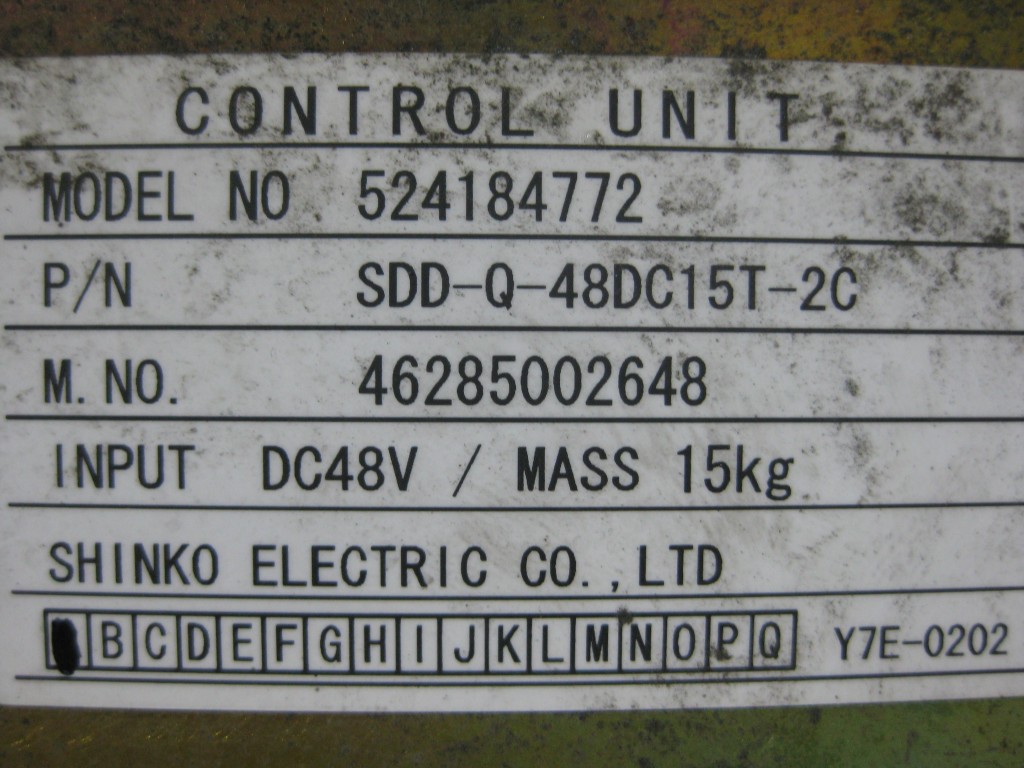 CONTROL UNIT
MODEL NO 524184772
P/N SDD-Q-48DC15T-2C
M. NO. 46285002648
INPUT DC48V / MASS 15kg
SHINKO ELECTRIC CO.,LTD
B C D E F G H I J K L M N O P Q Y7E-0202